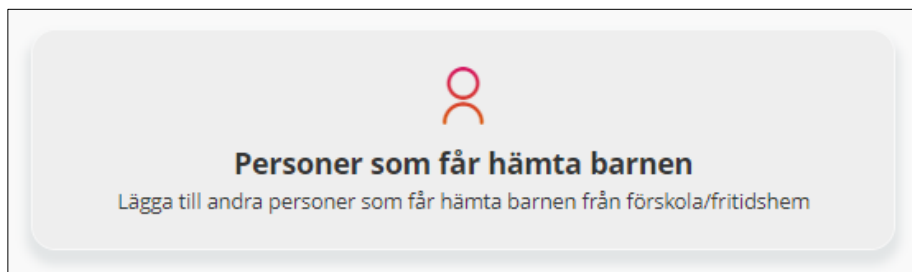 Personer som får hämta barnen
Lägga till andra personer som får hämta barnen från förskola/fritidshem